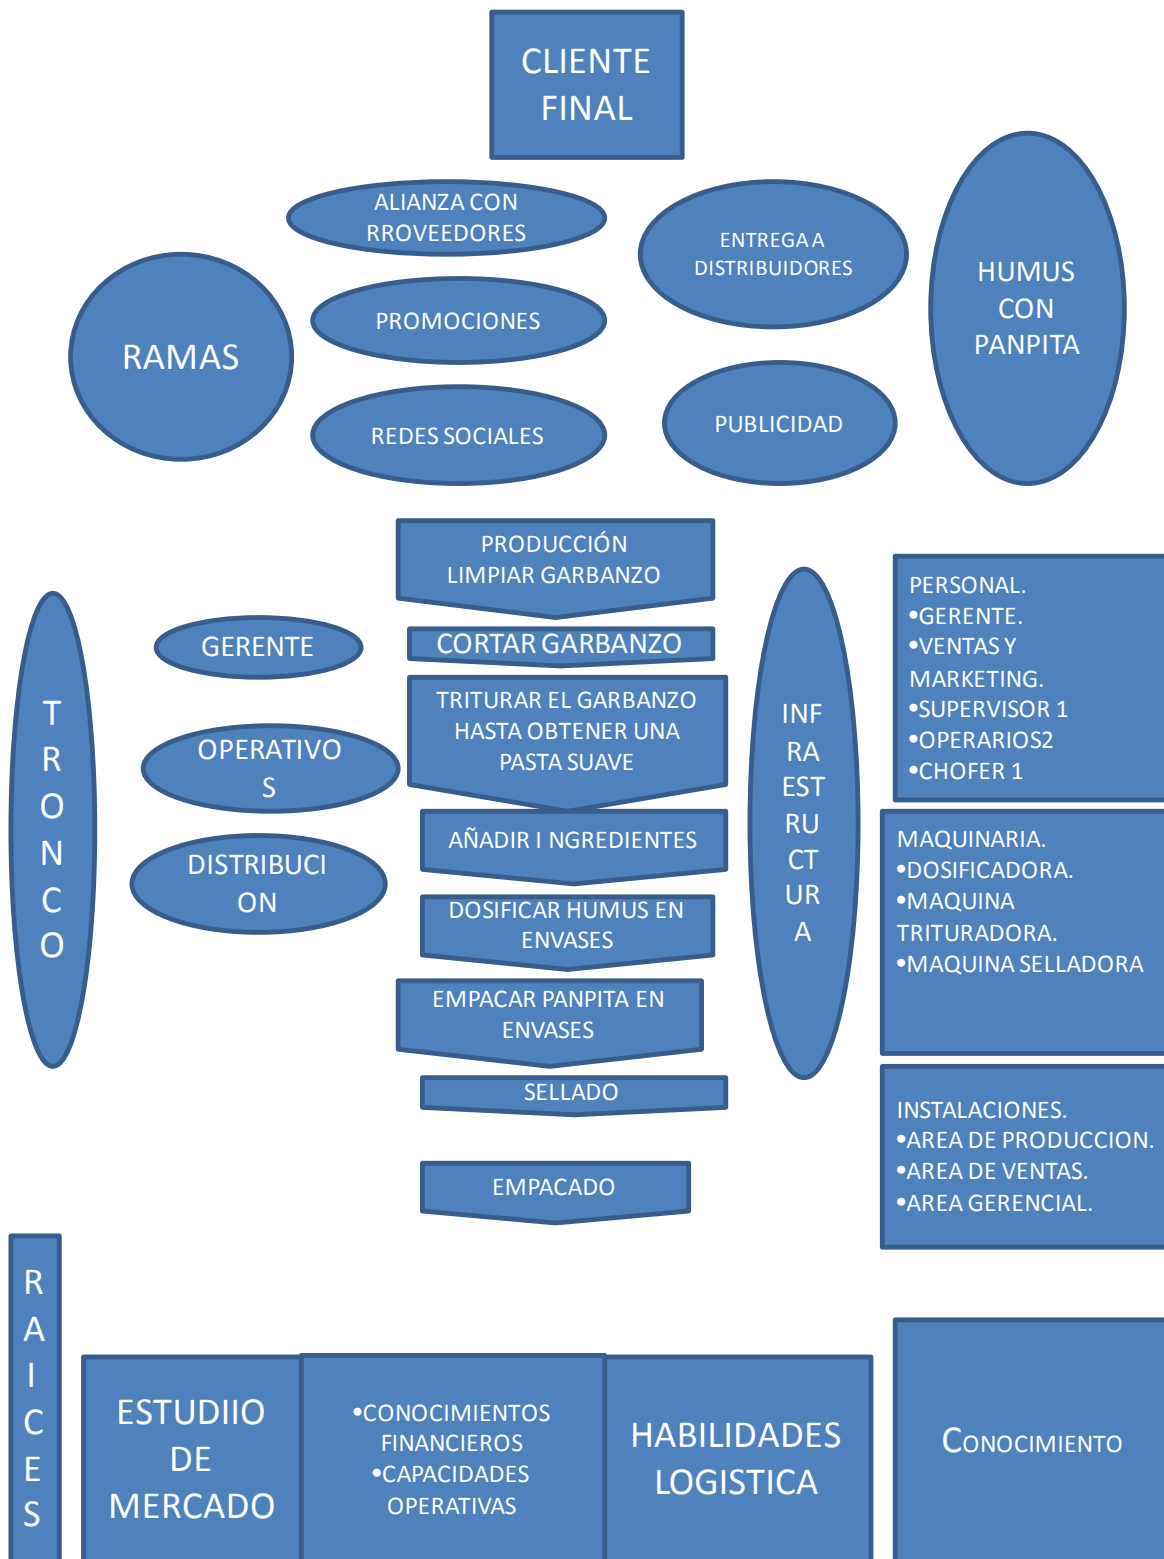 CLIENTE
FINAL
ALIANZA CON
RROVEEDORES
ENTREGA A
DISTRIBUIDORES
HUMUS
CON
PANPITA
RAMAS
PROMOCIONES
REDES SOCIALES
PUBLICIDAD
PRODUCCIÓN
LIMPIAR GARBANZO
T
R
O
N
C
O
GERENTE
OPERATIVO
S
DISTRIBUCI
ON
CORTAR GARBANZO
TRITURAR EL GARBANZO
HASTA OBTENER UNA
PASTA SUAVE
AÑADIR I NGREDIENTES
DOSIFICAR HUMUS EN
ENVASES
EMPACAR PANPITA EN
ENVASES
SELLADO
EMPACADO
INF
RA
EST
RU
CT
UR
A
PERSONAL.
•GERENTE.
•VENTAS Y
MARKETING.
•SUPERVISOR 1
•OPERARIOS2
•CHOFER 1
MAQUINARIA.
•DOSIFICADORA.
•MAQUINA
TRITURADORA.
•MAQUINA SELLADORA
INSTALACIONES.
•AREA DE PRODUCCION.
•AREA DE VENTAS.
•AREA GERENCIAL.
R
A
I
C
E
S
ESTUDIIO
DE
MERCADO
•CONOCIMIENTOS
FINANCIEROS
•CAPACIDADES
OPERATIVAS
HABILIDADES
LOGISTICA
CONOCIMIENTO